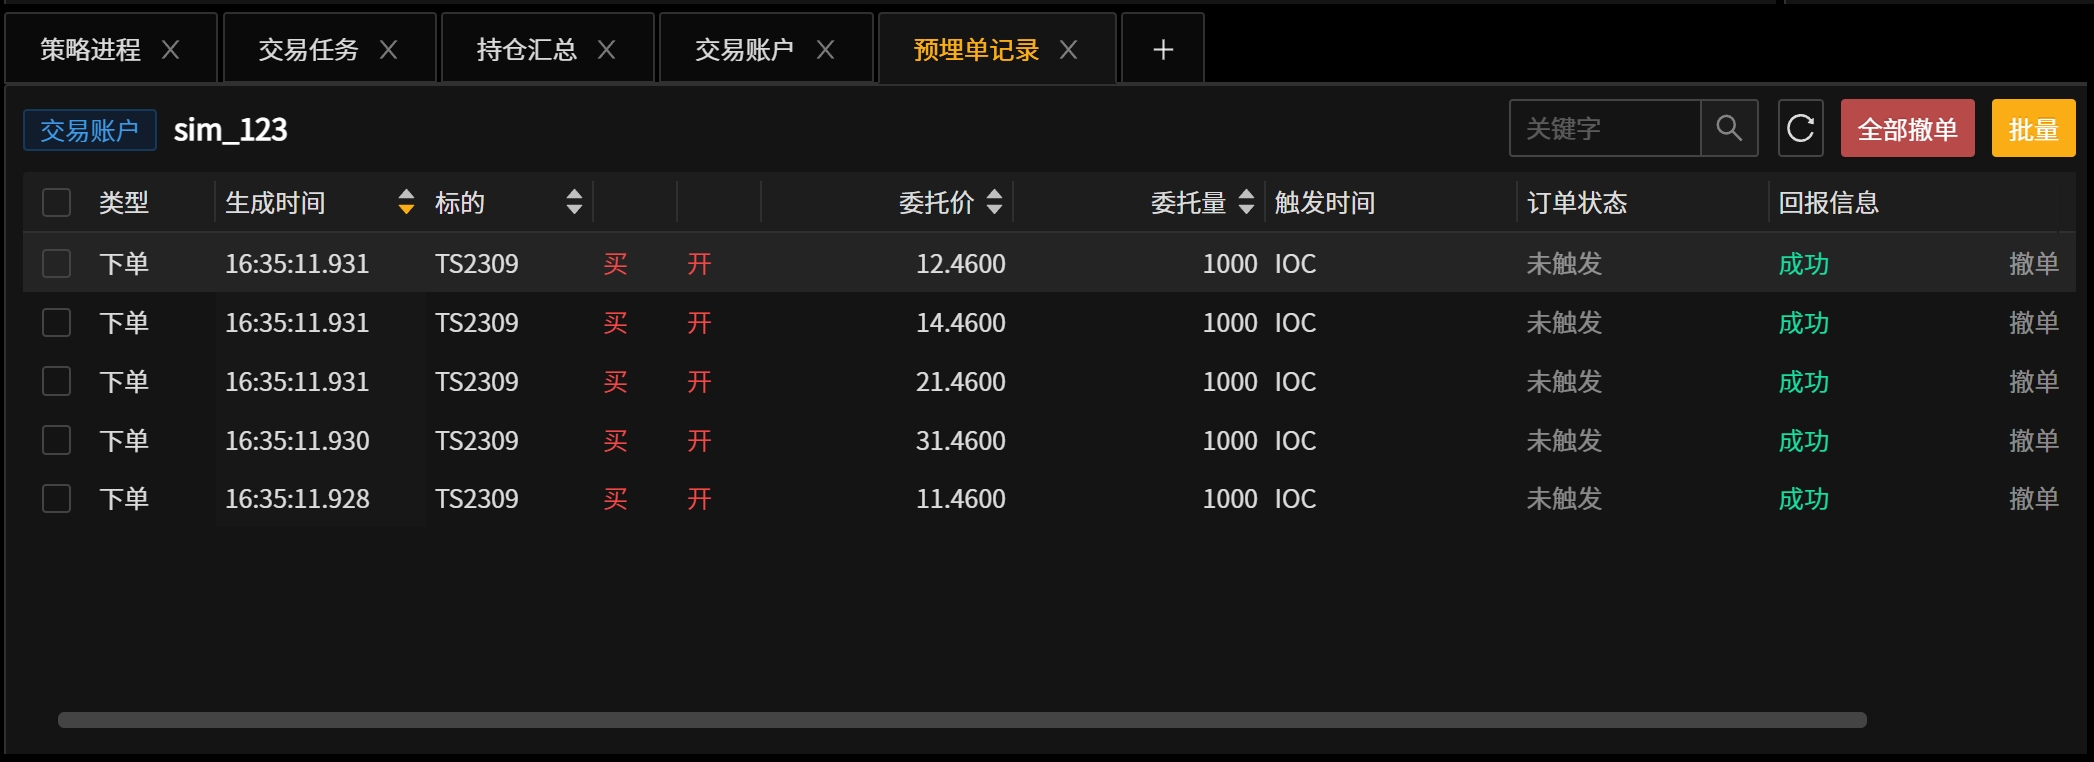 策略进程 交易任务 持仓汇总 交易账户 预埋单记录
交易账户 sim_123 关键字 全部撤单 批量
类型 生成时间 标的 委托价 委托量 触发时间 订单状态 回报信息
下单 16:35:11.931 TS2309 买 开 12.4600 1000 IOC 未触发 成功 撤单
下单 16:35:11.931 TS2309 买 开 14.4600 1000 IOC 未触发 成功 撤单
下单 16:35:11.931 TS2309 买 开 21.4600 1000 IOC 未触发 成功 撤单
下单 16:35:11.930 TS2309 买 开 31.4600 1000 IOC 未触发 成功 撤单
下单 16:35:11.928 TS2309 买 开 11.4600 1000 IOC 未触发 成功 撤单